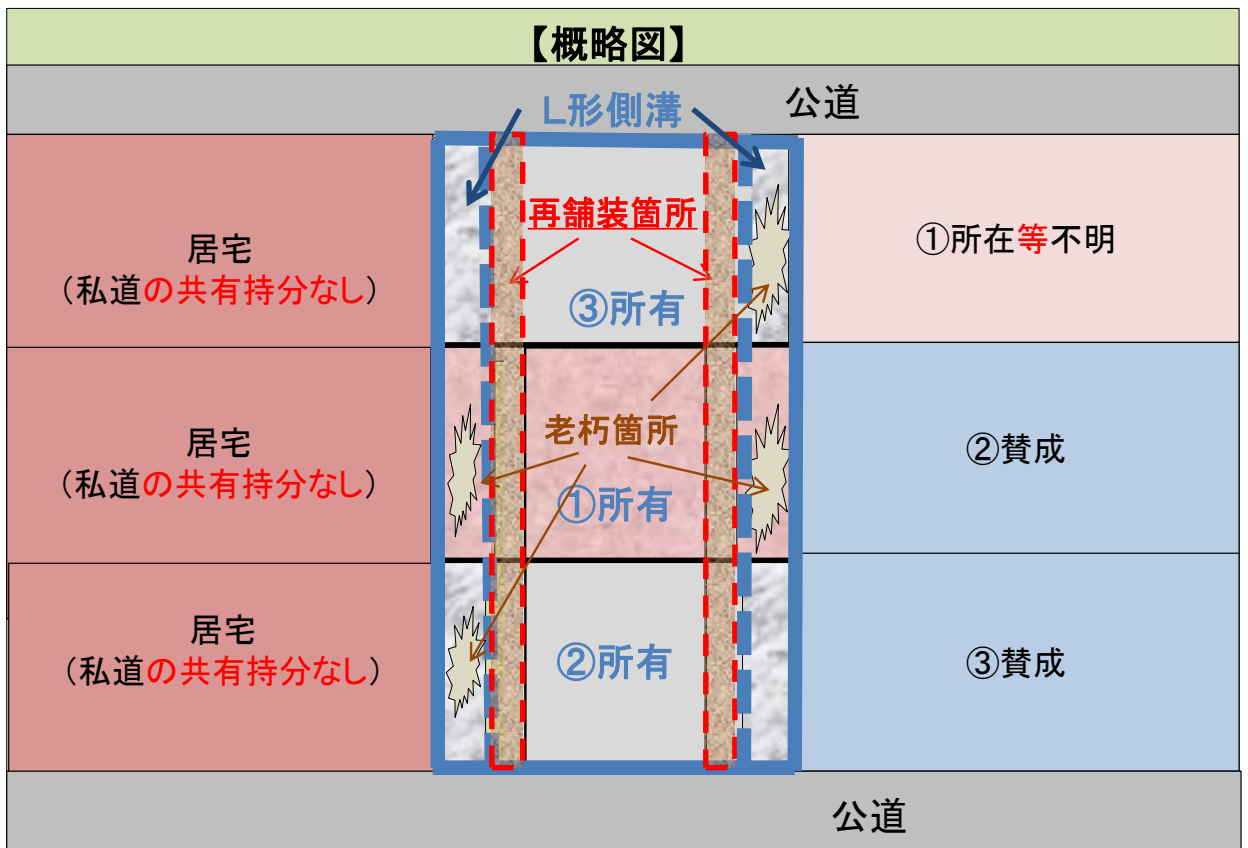 【概略図】
公道
L形側溝
居宅
（私道の共有持分なし）
再舗装箇所
③所有
①所在等不明
居宅
（私道の共有持分なし）
老朽箇所
①所有
②賛成
居宅
（私道の共有持分なし）
②所有
③賛成
公道